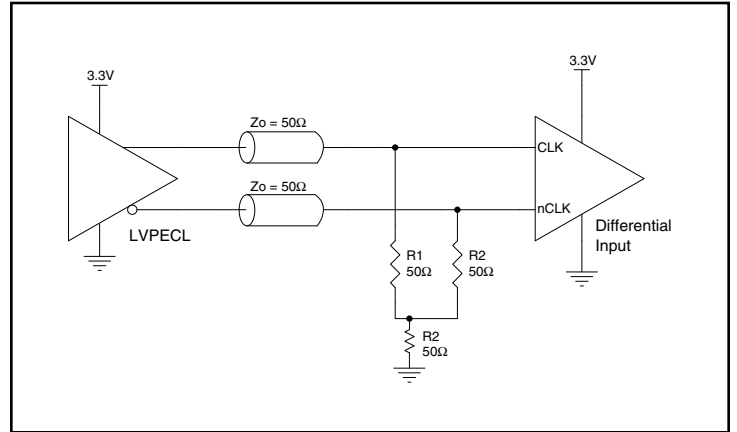 3.3V
3.3V
Zo = 50Ω
CLK
Zo = 50Ω
nCLK
LVPECL
Differential
Input
R1
50Ω
R2
50Ω
R2
50Ω